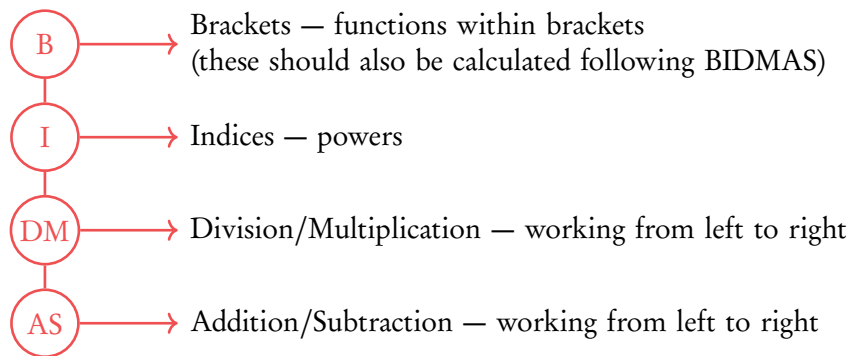 B
Brackets — functions within brackets
(these should also be calculated following BIDMAS)
I
Indices — powers
DM
Division/Multiplication — working from left to right
AS
Addition/Subtraction — working from left to right